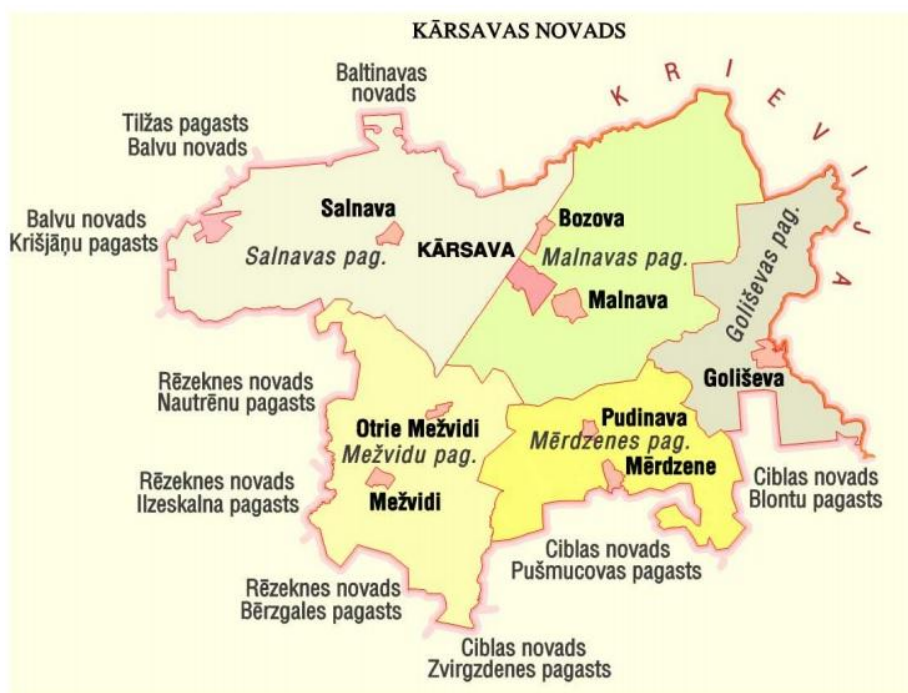 KĀRSAVAS NOVADS
KRIEVIJA
Baltinavas
novads
Tilžas pagasts
Balvu novads
Balvu novads
Krišjāņu pagasts
Salnava
Salnavas pag.
KĀRSAVA
Bozova
Malnavas pag.
Malnava
Goliševas pag.
Goliševa
Rēzeknes novads
Nautrēnu pagasts
Otrie Mežvidi
Mežvidu pag.
Mežvidi
Pudinava
Mērdzenes pag.
Mērdzene
Rēzeknes novads
Ilzeskalna pagasts
Ciblas novads
Blontu pagasts
Ciblas novads
Pušmucovas pagasts
Rēzeknes novads
Bērzgales pagasts
Ciblas novads
Zvirgzdenes pagasts